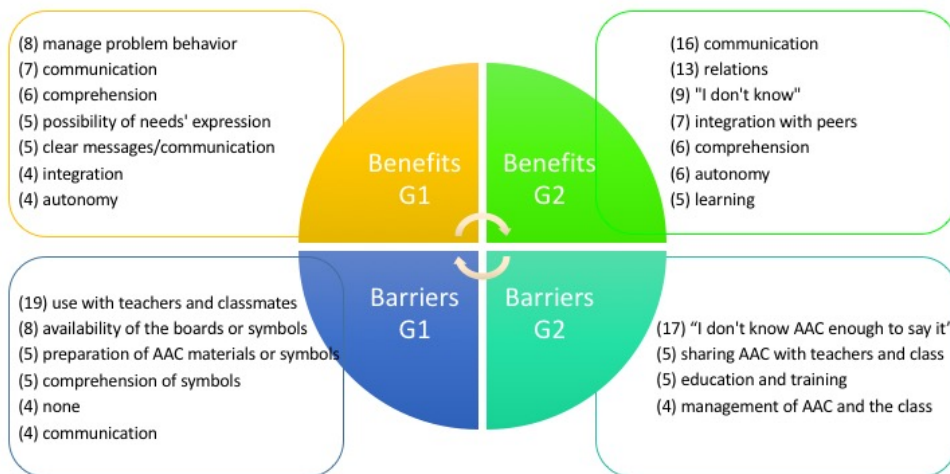 (8) manage problem behavior
(7) communication
(6) comprehension
(5) possibility of needs' expression
(5) clear messages/communication
(4) integration
(4) autonomy
Benefits
G1
Benefits
G2
(16) communication
(13) relations
(9) "I don't know"
(7) integration with peers
(6) comprehension
(6) autonomy
(5) learning
(19) use with teachers and classmates
(8) availability of the boards or symbols
(5) preparation of AAC materials or symbols
(5) comprehension of symbols
(4) none
(4) communication
Barriers
G1
Barriers
G2
(17) “I don't know AAC enough to say it”
(5) sharing AAC with teachers and class
(5) education and training
(4) management of AAC and the class